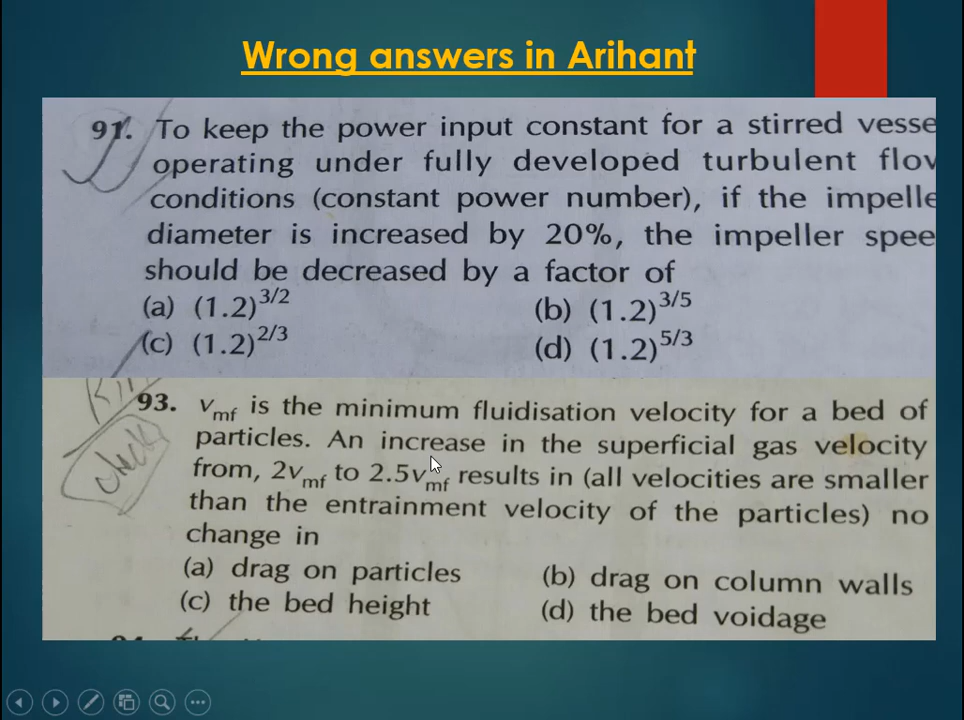 Wrong answers in Arihant
91. To keep the power input constant for a stirred vesse
operating under fully developed turbulent flov
conditions (constant power number), if the impelle
diameter is increased by 20%, the impeller spee
should be decreased by a factor of
(a) (1.2)^3/2 (b) (1.2)^3/5
(c) (1.2)^2/3 (d) (1.2)^5/3
93. v_mf is the minimum fluidisation velocity for a bed of
particles. An increase in the superficial gas velocity
from, 2v_mf to 2.5v_mf results in (all velocities are smaller
than the entrainment velocity of the particles) no
change in
(a) drag on particles (b) drag on column walls
(c) the bed height (d) the bed voidage
check